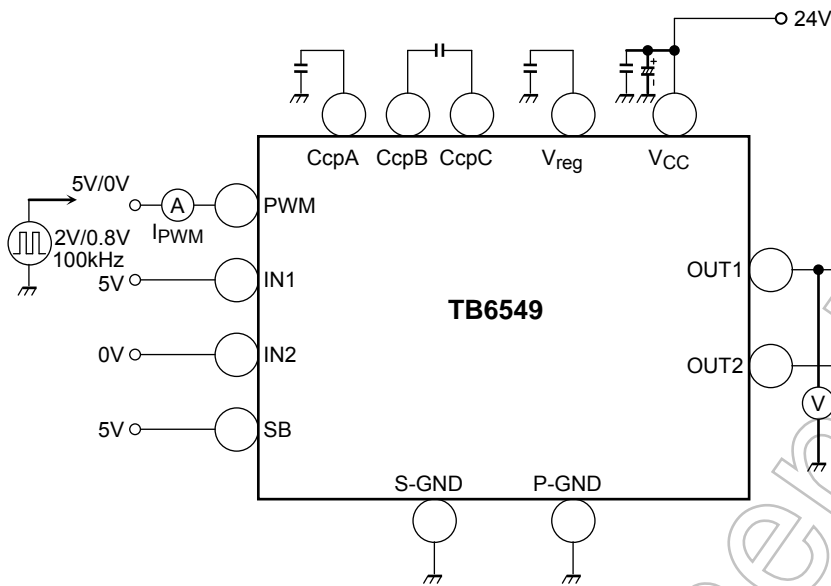 24V
+
-
CcpA CcpB CcpC Vreg VCC
5V/0V
A
PWM
IPWM
2V/0.8V
100kHz
5V
IN1
OUT1
TB6549
0V
IN2
OUT2
V
5V
SB
S-GND P-GND